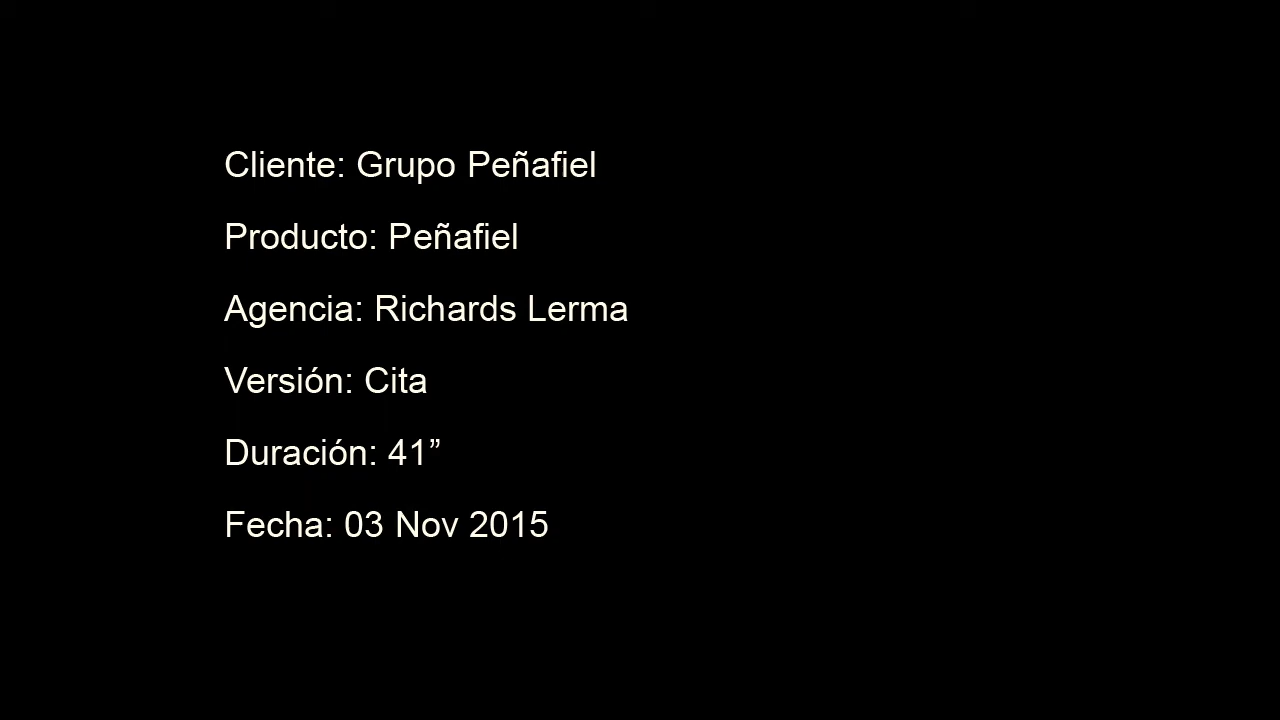 Cliente: Grupo Peñafiel
Producto: Peñafiel
Agencia: Richards Lerma
Versión: Cita
Duración: 41”
Fecha: 03 Nov 2015